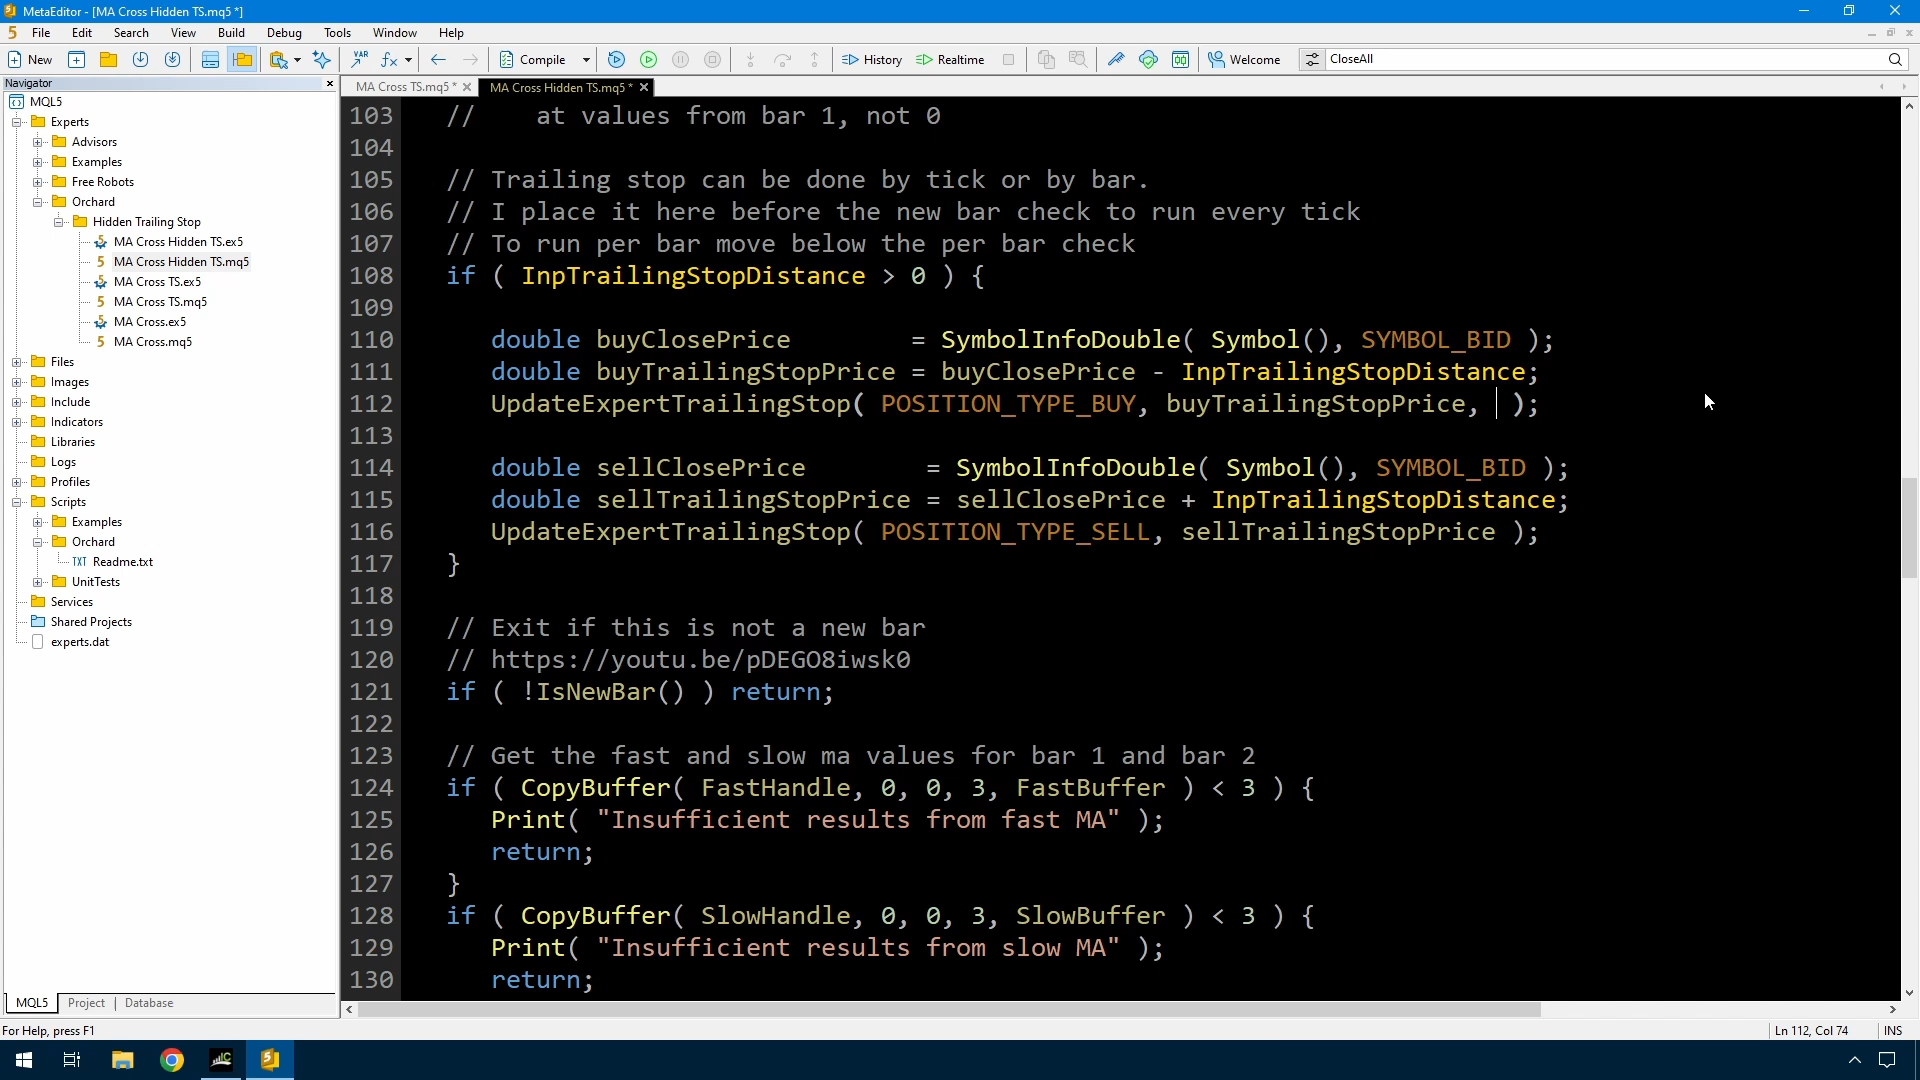 MetaEditor - [MA Cross Hidden TS.mq5 *]
File Edit Search View Build Debug Tools Window Help
New VAR fx Compile History Realtime Welcome CloseAll
Navigator
MA Cross TS.mq5 * MA Cross Hidden TS.mq5 *
MQL5
Experts
Advisors
Examples
Free Robots
Orchard
Hidden Trailing Stop
MA Cross Hidden TS.ex5
MA Cross Hidden TS.mq5
MA Cross TS.ex5
MA Cross TS.mq5
MA Cross.ex5
MA Cross.mq5
Files
Images
Include
Indicators
Libraries
Logs
Profiles
Scripts
Examples
Orchard
TXT Readme.txt
UnitTests
Services
Shared Projects
experts.dat
MQL5 Project | Database
103 // at values from bar 1, not 0
104
105 // Trailing stop can be done by tick or by bar.
106 // I place it here before the new bar check to run every tick
107 // To run per bar move below the per bar check
108 if ( InpTrailingStopDistance > 0 ) {
109
110 double buyClosePrice = SymbolInfoDouble( Symbol(), SYMBOL_BID );
111 double buyTrailingStopPrice = buyClosePrice - InpTrailingStopDistance;
112 UpdateExpertTrailingStop( POSITION_TYPE_BUY, buyTrailingStopPrice, );
113
114 double sellClosePrice = SymbolInfoDouble( Symbol(), SYMBOL_BID );
115 double sellTrailingStopPrice = sellClosePrice + InpTrailingStopDistance;
116 UpdateExpertTrailingStop( POSITION_TYPE_SELL, sellTrailingStopPrice );
117 }
118
119 // Exit if this is not a new bar
120 // https://youtu.be/pDEGO8iwsk0
121 if ( !IsNewBar() ) return;
122
123 // Get the fast and slow ma values for bar 1 and bar 2
124 if ( CopyBuffer( FastHandle, 0, 0, 3, FastBuffer ) < 3 ) {
125 Print( "Insufficient results from fast MA" );
126 return;
127 }
128 if ( CopyBuffer( SlowHandle, 0, 0, 3, SlowBuffer ) < 3 ) {
129 Print( "Insufficient results from slow MA" );
130 return;
For Help, press F1
Ln 112, Col 74 INS